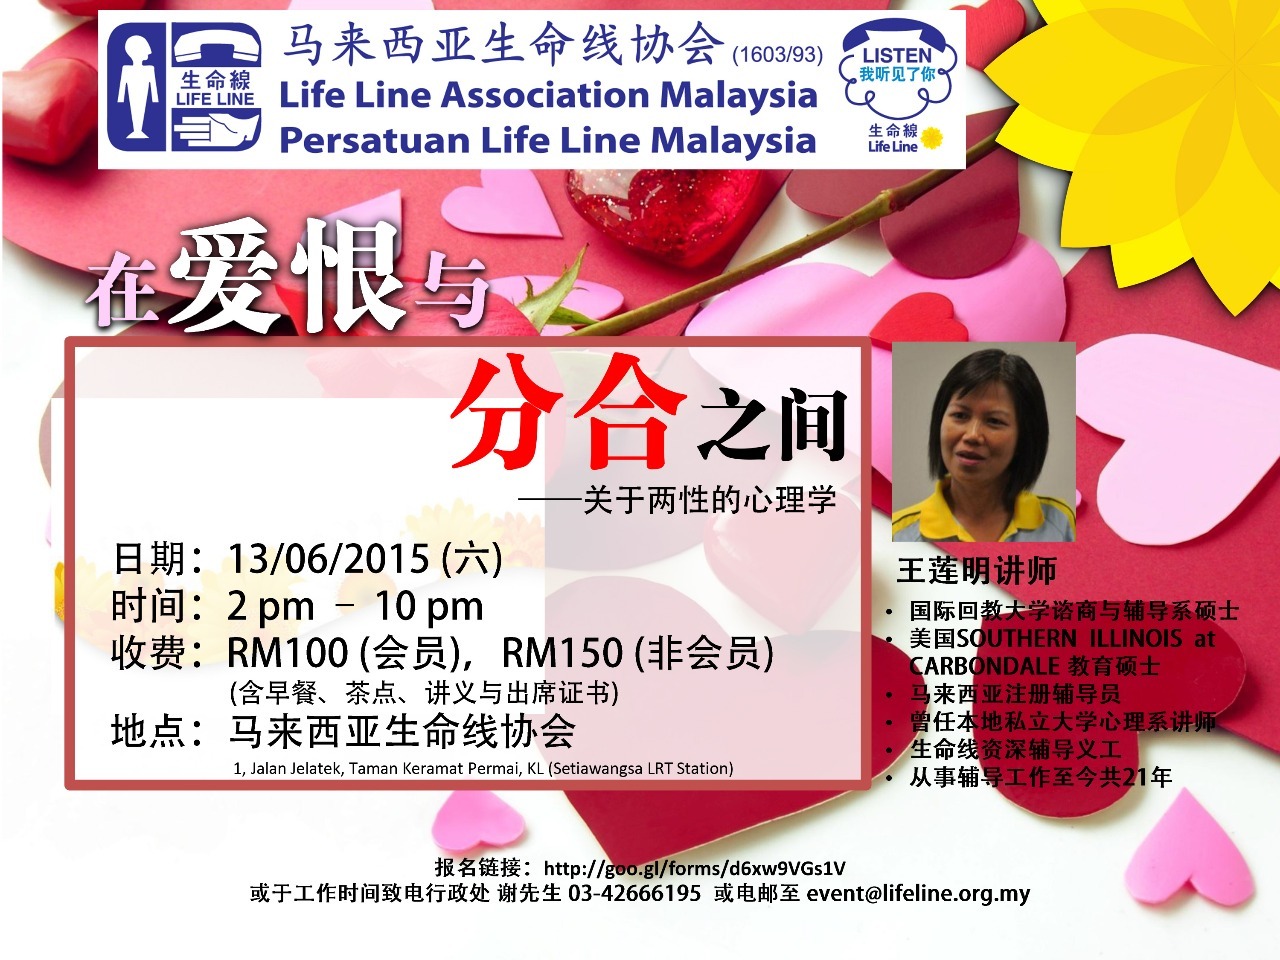 生命線
LIFE LINE
马来西亚生命线协会 (1603/93)
Life Line Association Malaysia
Persatuan Life Line Malaysia
LISTEN
我听见了你
生命線
Life Line
在爱恨与
分合之间
——关于两性的心理学
日期：13/06/2015 (六)
时间：2 pm – 10 pm
收费：RM100 (会员)，RM150 (非会员)
(含早餐、茶点、讲义与出席证书)
地点：马来西亚生命线协会
1, Jalan Jelatek, Taman Keramat Permai, KL (Setiawangsa LRT Station)
王莲明讲师
• 国际回教大学谘商与辅导系硕士
• 美国SOUTHERN ILLINOIS at
CARBONDALE 教育硕士
• 马来西亚注册辅导员
• 曾任本地私立大学心理系讲师
• 生命线资深辅导义工
• 从事辅导工作至今共21年
报名链接：http://goo.gl/forms/d6xw9VGs1V
或于工作时间致电行政处 谢先生 03-42666195 或电邮至 event@lifeline.org.my